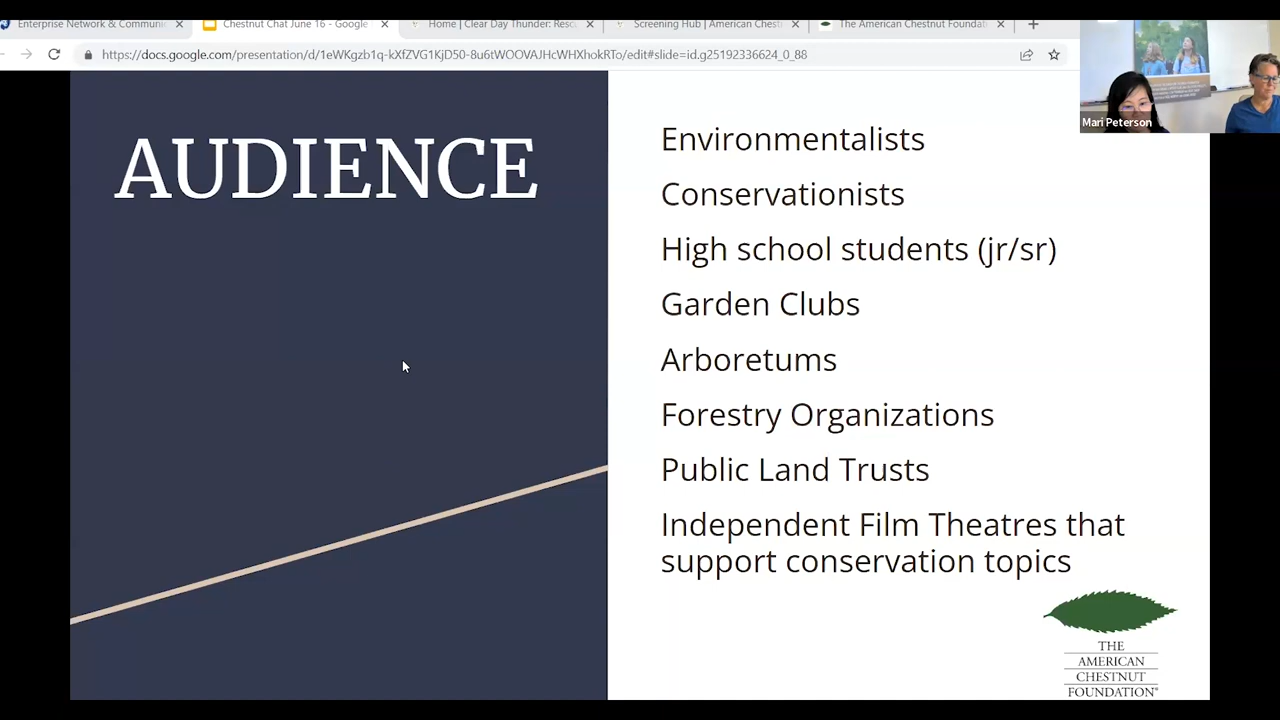 Enterprise Network & Communi
Chestnut Chat June 16 - Google
Home | Clear Day Thunder: Resc
Screening Hub | American Chest
The American Chestnut Foundat
https://docs.google.com/presentation/d/1eWKgzb1q-kXfZVG1KjD50-8u6tWOOVAJHcWHXhokRTo/edit#slide=id.g25192336624_0_88
Mari Peterson
AUDIENCE
Environmentalists
Conservationists
High school students (jr/sr)
Garden Clubs
Arboretums
Forestry Organizations
Public Land Trusts
Independent Film Theatres that
support conservation topics
THE
AMERICAN
CHESTNUT
FOUNDATION®